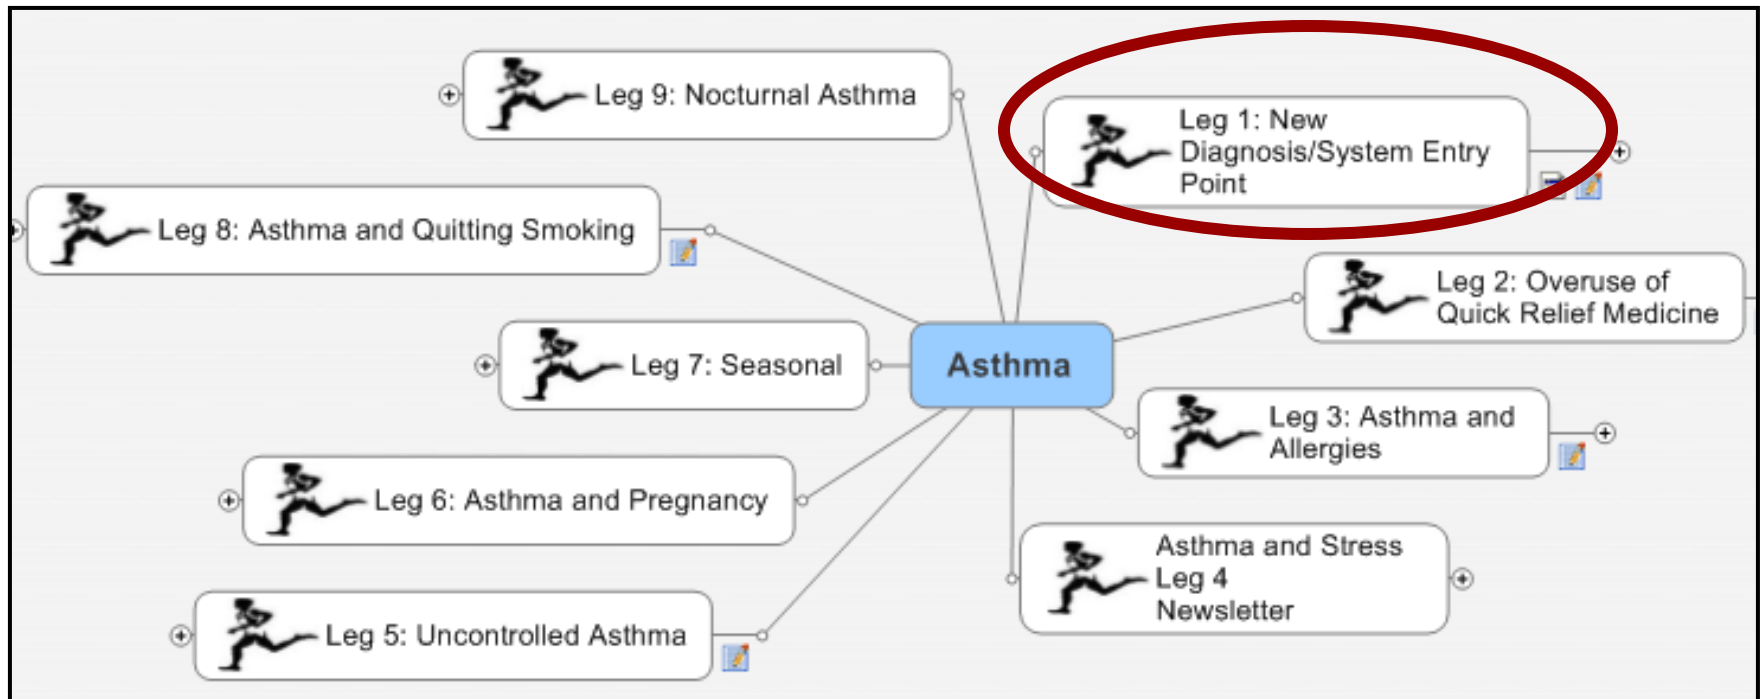 Leg 9: Nocturnal Asthma
Leg 1: New
Diagnosis/System Entry
Point
Leg 8: Asthma and Quitting Smoking
Leg 2: Overuse of
Quick Relief Medicine
Leg 7: Seasonal
Asthma
Leg 3: Asthma and
Allergies
Leg 6: Asthma and Pregnancy
Asthma and Stress
Leg 4
Newsletter
Leg 5: Uncontrolled Asthma